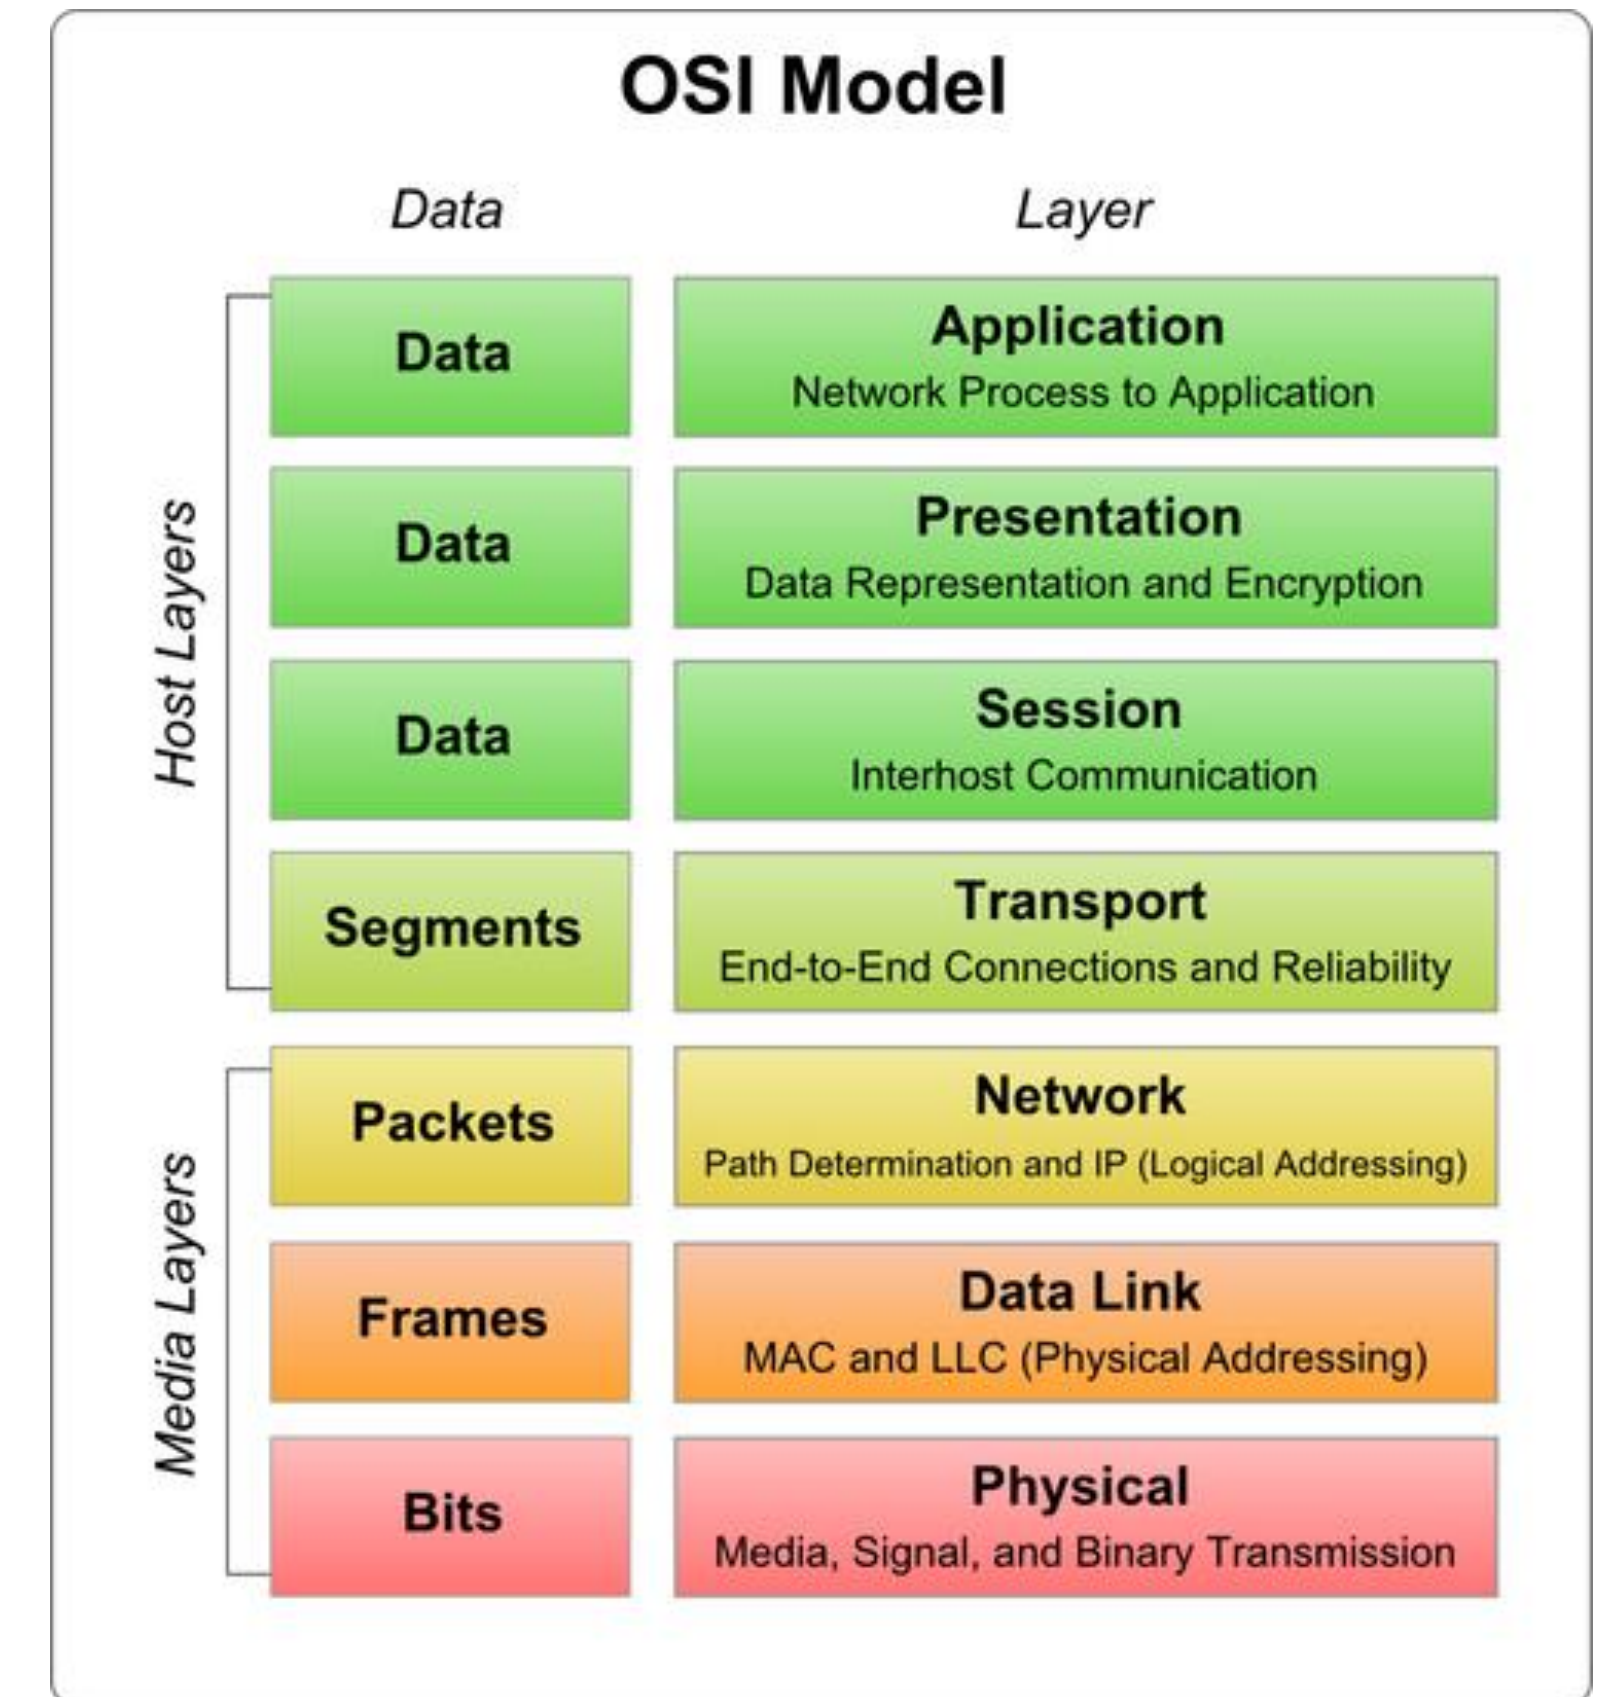 OSI Model
Data
Layer
Host Layers
Data
Application
Network Process to Application
Data
Presentation
Data Representation and Encryption
Data
Session
Interhost Communication
Segments
Transport
End-to-End Connections and Reliability
Media Layers
Packets
Network
Path Determination and IP (Logical Addressing)
Frames
Data Link
MAC and LLC (Physical Addressing)
Bits
Physical
Media, Signal, and Binary Transmission